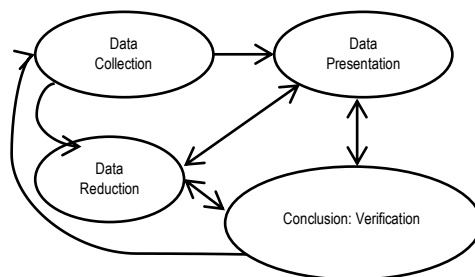 Data
Collection
Data
Presentation
Data
Reduction
Conclusion: Verification